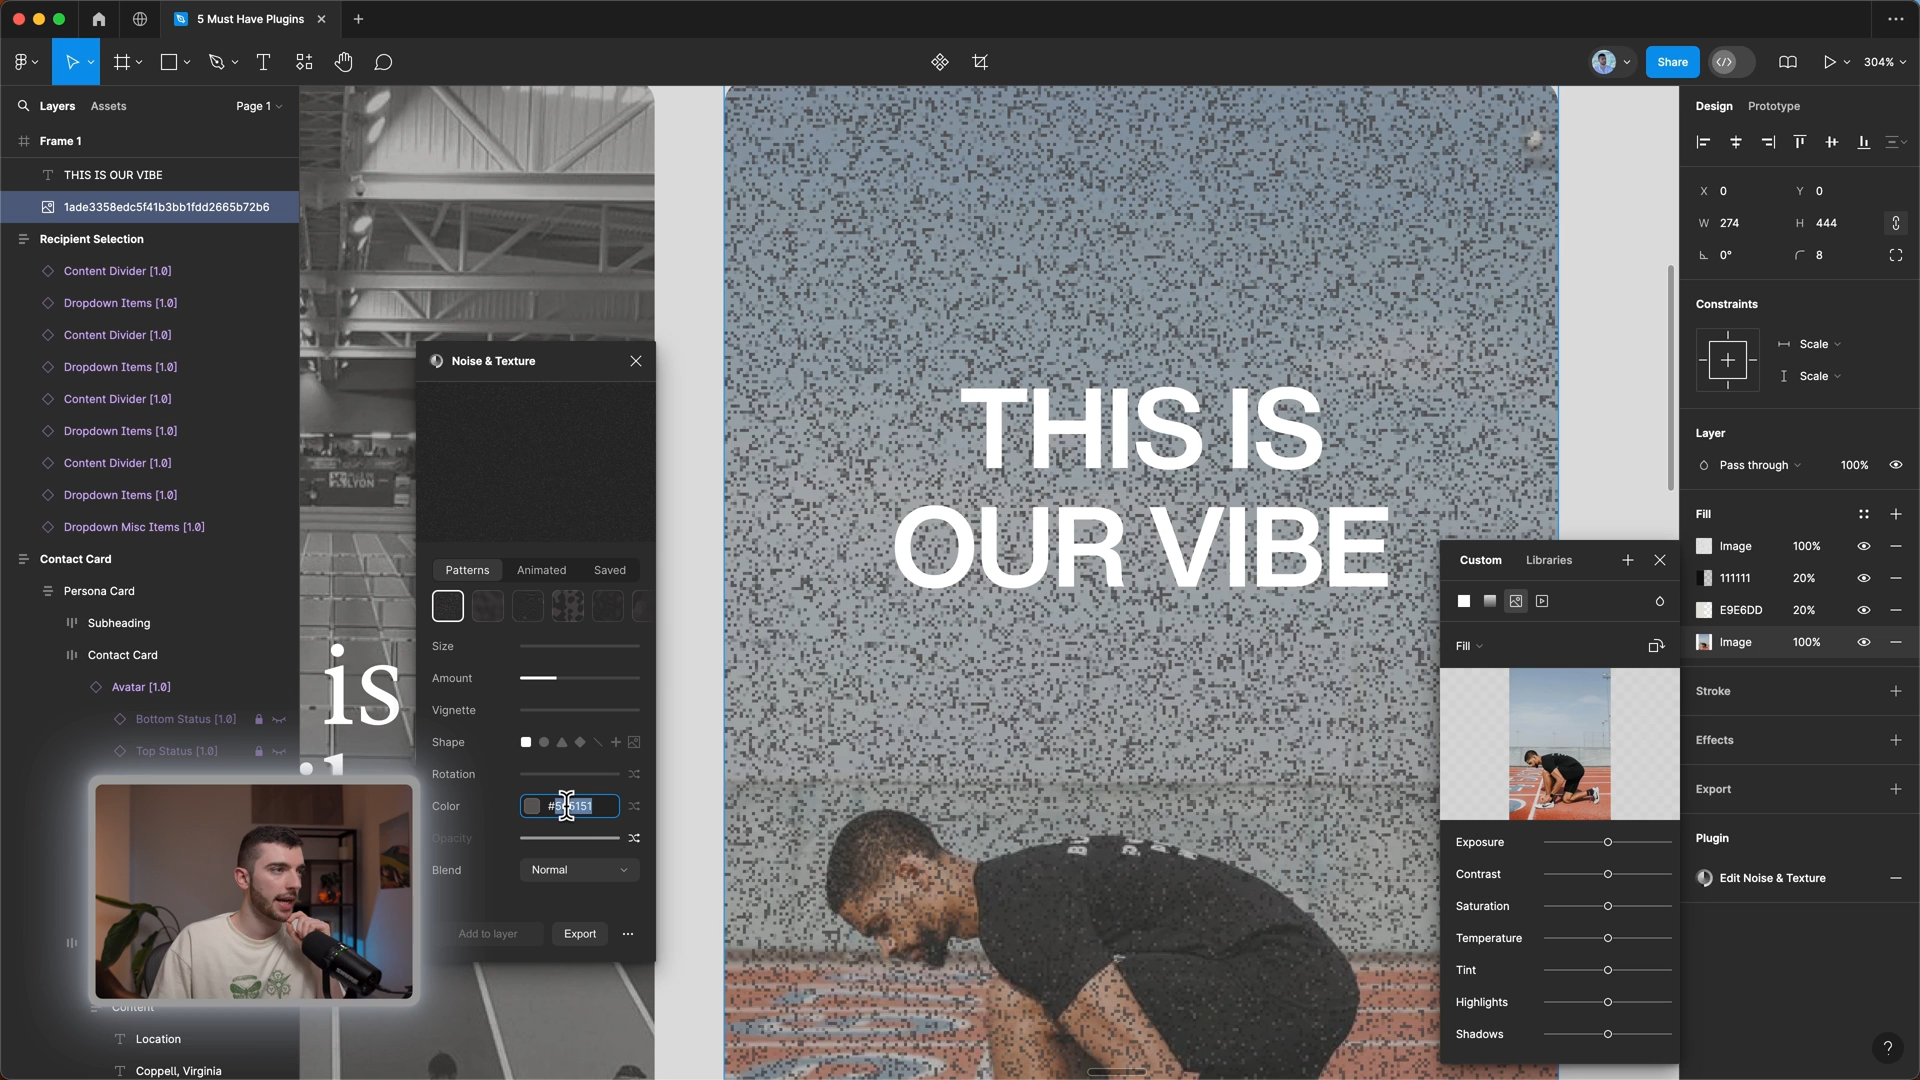 5 Must Have Plugins
Share
304%
Layers
Assets
Page 1
Frame 1
THIS IS OUR VIBE
1ade3358edc5f41b3bb1fdd2665b72b6
Recipient Selection
Content Divider [1.0]
Dropdown Items [1.0]
Content Divider [1.0]
Dropdown Items [1.0]
Content Divider [1.0]
Dropdown Items [1.0]
Content Divider [1.0]
Dropdown Items [1.0]
Dropdown Misc Items [1.0]
Contact Card
Persona Card
Subheading
Contact Card
Avatar [1.0]
Bottom Status [1.0]
Top Status [1.0]
Content
Location
Coppell, Virginia
is
Noise & Texture
Patterns
Animated
Saved
Size
Amount
Vignette
Shape
Rotation
Color
Opacity
Blend
Normal
Add to layer
Export
THIS IS
OUR VIBE
Custom
Libraries
Fill
Exposure
Contrast
Saturation
Temperature
Tint
Highlights
Shadows
Design
Prototype
X 0
Y 0
W 274
H 444
0°
8
Constraints
Scale
Scale
Layer
Pass through
100%
Fill
Image 100%
111111 20%
E9E6DD 20%
Image 100%
Stroke
Effects
Export
Plugin
Edit Noise & Texture
?